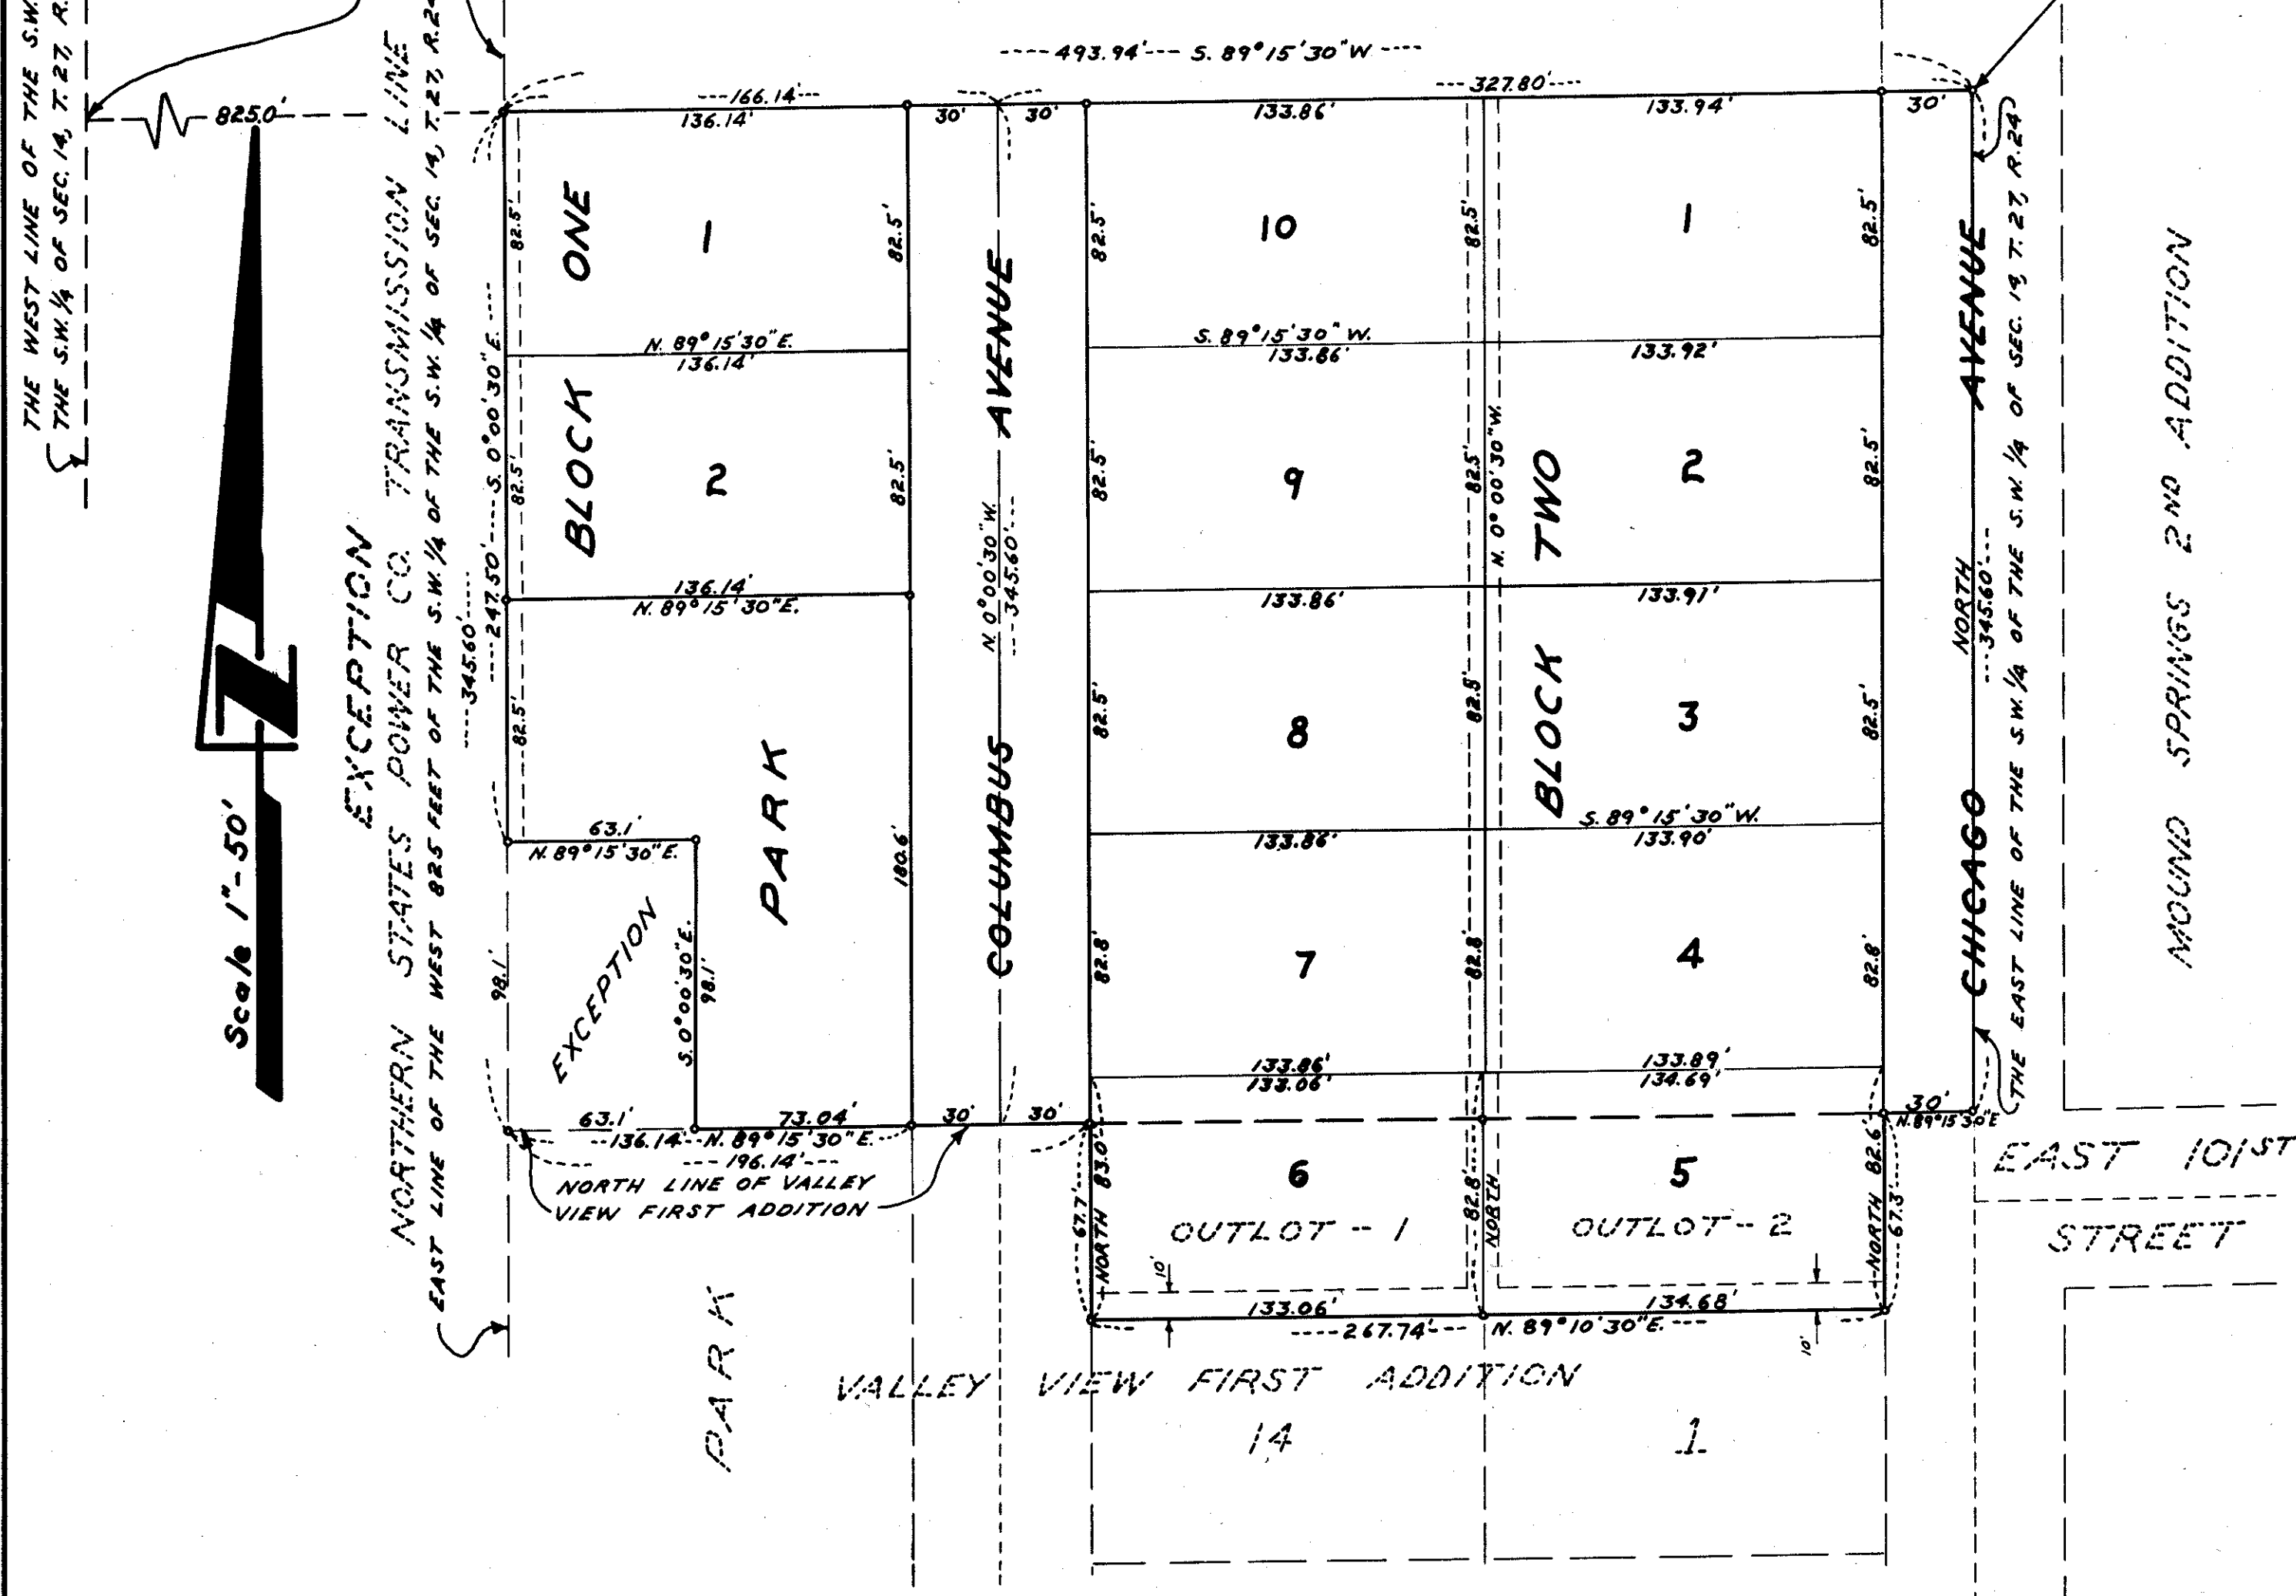 THE WEST LINE OF THE S.W.
THE S.W. 1/4 OF SEC. 14, T. 27, R.
825.0'
Scale 1"-50'
EXCEPTION
NORTHERN STATES POWER CO. TRANSMISSION LINE
EAST LINE OF THE WEST 825 FEET OF THE S.W. 1/4 OF THE S.W. 1/4 OF SEC. 14, T. 27, R.24
493.94' S. 89°15'30"W
166.14'
327.80'
136.14'
30'
30'
133.86'
133.94'
30'
345.60'
247.50' S. 0°00'30"E.
82.5'
82.5'
82.5'
98.1'
BLOCK ONE
1
82.5'
N. 89°15'30"E.
136.14'
2
82.5'
136.14'
N. 89°15'30"E.
PARK
180.6'
63.1'
N. 89°15'30"E.
EXCEPTION
S. 0°00'30"E.
98.1'
63.1'
73.04'
30'
30'
136.14' N. 89°15'30"E.
196.14'
NORTH LINE OF VALLEY
VIEW FIRST ADDITION
COLUMBUS AVENUE
N. 0°00'30"W.
345.60'
82.5'
10
82.5'
1
82.5'
S. 89°15'30"W.
133.86'
133.92'
82.5'
9
82.5'
N. 0°00'30"W.
2
82.5'
BLOCK TWO
133.86'
133.91'
82.5'
8
82.8'
3
82.5'
S. 89°15'30"W.
133.86'
133.90'
82.8'
7
82.8'
4
82.8'
133.86'
133.06'
133.89'
134.69'
67.7'
NORTH 83.0'
6
82.8'
NORTH
5
NORTH 82.6'
67.3'
OUTLOT - 1
OUTLOT - 2
10'
10'
133.06'
134.68'
267.74' N. 89°10'30"E.
CHICAGO AVENUE
NORTH
345.60'
THE EAST LINE OF THE S.W. 1/4 OF THE S.W. 1/4 OF SEC. 14, T. 27, R.24
30'
N.89°15'30"E
MOUND SPRINGS 2ND ADDITION
EAST 101ST
STREET
PARK
VALLEY VIEW FIRST ADDITION
14
1